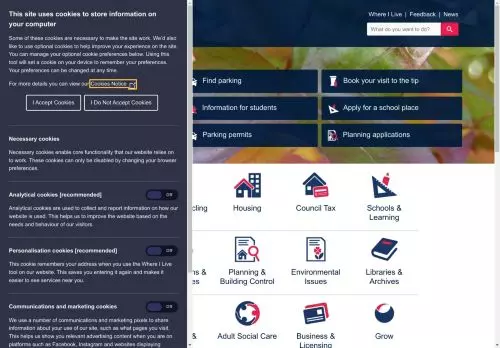 This site uses cookies to store information on
your computer
Some of these cookies are necessary to make the site work. We'd also
like to use optional cookies to help improve your experience on the site.
You can manage your optional cookie preferences below. Using this
tool will set a cookie on your device to remember your preferences.
Your preferences can be changed at any time.
For more details you can view our Cookies Notice
I Accept Cookies
I Do Not Accept Cookies
Necessary cookies
Necessary cookies enable core functionality that our website relies on
to work. These cookies can only be disabled by changing your browser
preferences.
Analytical cookies [recommended]
Off
Analytical cookies are used to collect and report information on how our
website is used. This helps us to improve the website based on the
needs and behaviour of our visitors.
Personalisation cookies [recommended]
Off
This cookie remembers your address when you use the Where I Live
tool on our website. This saves you entering it again and makes it
easier to see services near you.
Communications and marketing cookies
Off
We use a number of communications and marketing pixels to share
information about your use of our site, such as what pages you visit.
This helps us show you relevant advertising content when you are on
platforms such as Facebook, Instagram and websites displaying
Where I Live | Feedback | News
What do you want to do?
Find parking
Book your visit to the tip
Information for students
Apply for a school place
Parking permits
Planning applications
Housing
Council Tax
Schools &
Learning
Planning &
Building Control
Environmental
Issues
Libraries &
Archives
Adult Social Care
Business &
Licensing
Grow